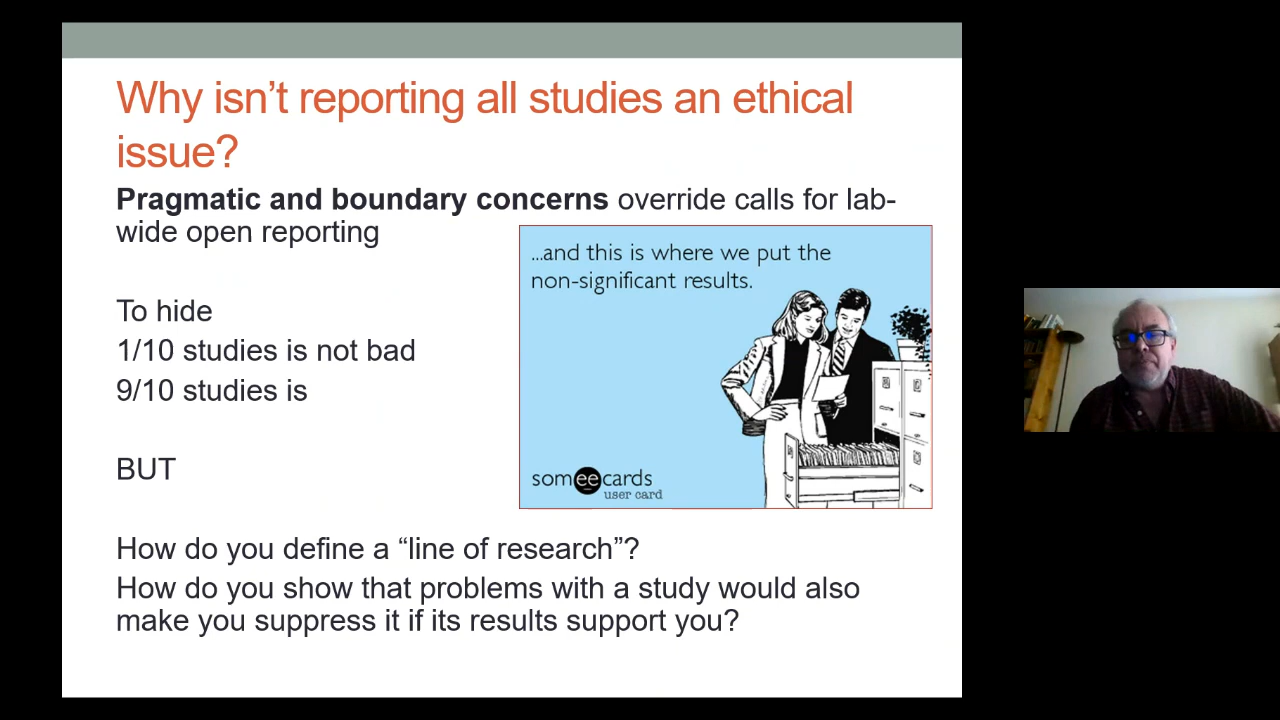 Why isn't reporting all studies an ethical
issue?
Pragmatic and boundary concerns override calls for lab-
wide open reporting
...and this is where we put the
non-significant results.
somee cards
user card
To hide
1/10 studies is not bad
9/10 studies is
BUT
How do you define a “line of research”?
How do you show that problems with a study would also
make you suppress it if its results support you?